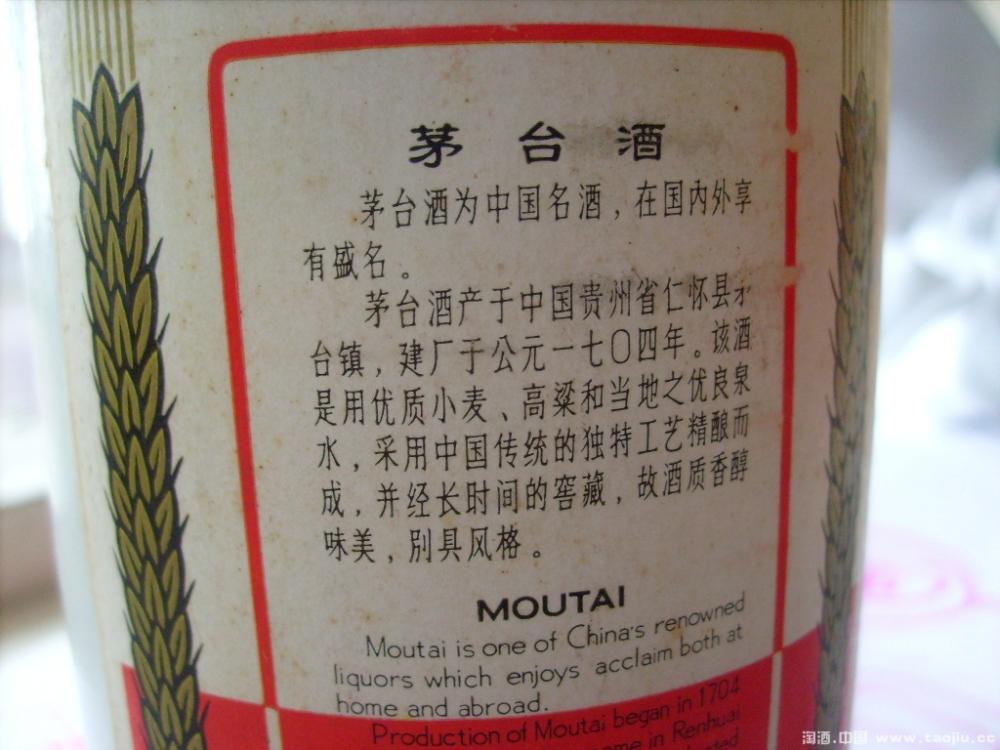 茅台酒
茅台酒为中国名酒，在国内外享
有盛名。
茅台酒产于中国贵州省仁怀县茅
台镇，建厂于公元一七〇四年。该酒
是用优质小麦、高粱和当地之优良泉
水，采用中国传统的独特工艺精酿而
成，并经长时间的窖藏，故酒质香醇
味美，别具风格。
MOUTAI
Moutai is one of China's renowned
liquors which enjoys acclaim both at
home and abroad.
Production of Moutai began in 1704
in Renhuai
淘酒.中国 www.taojiu.cc